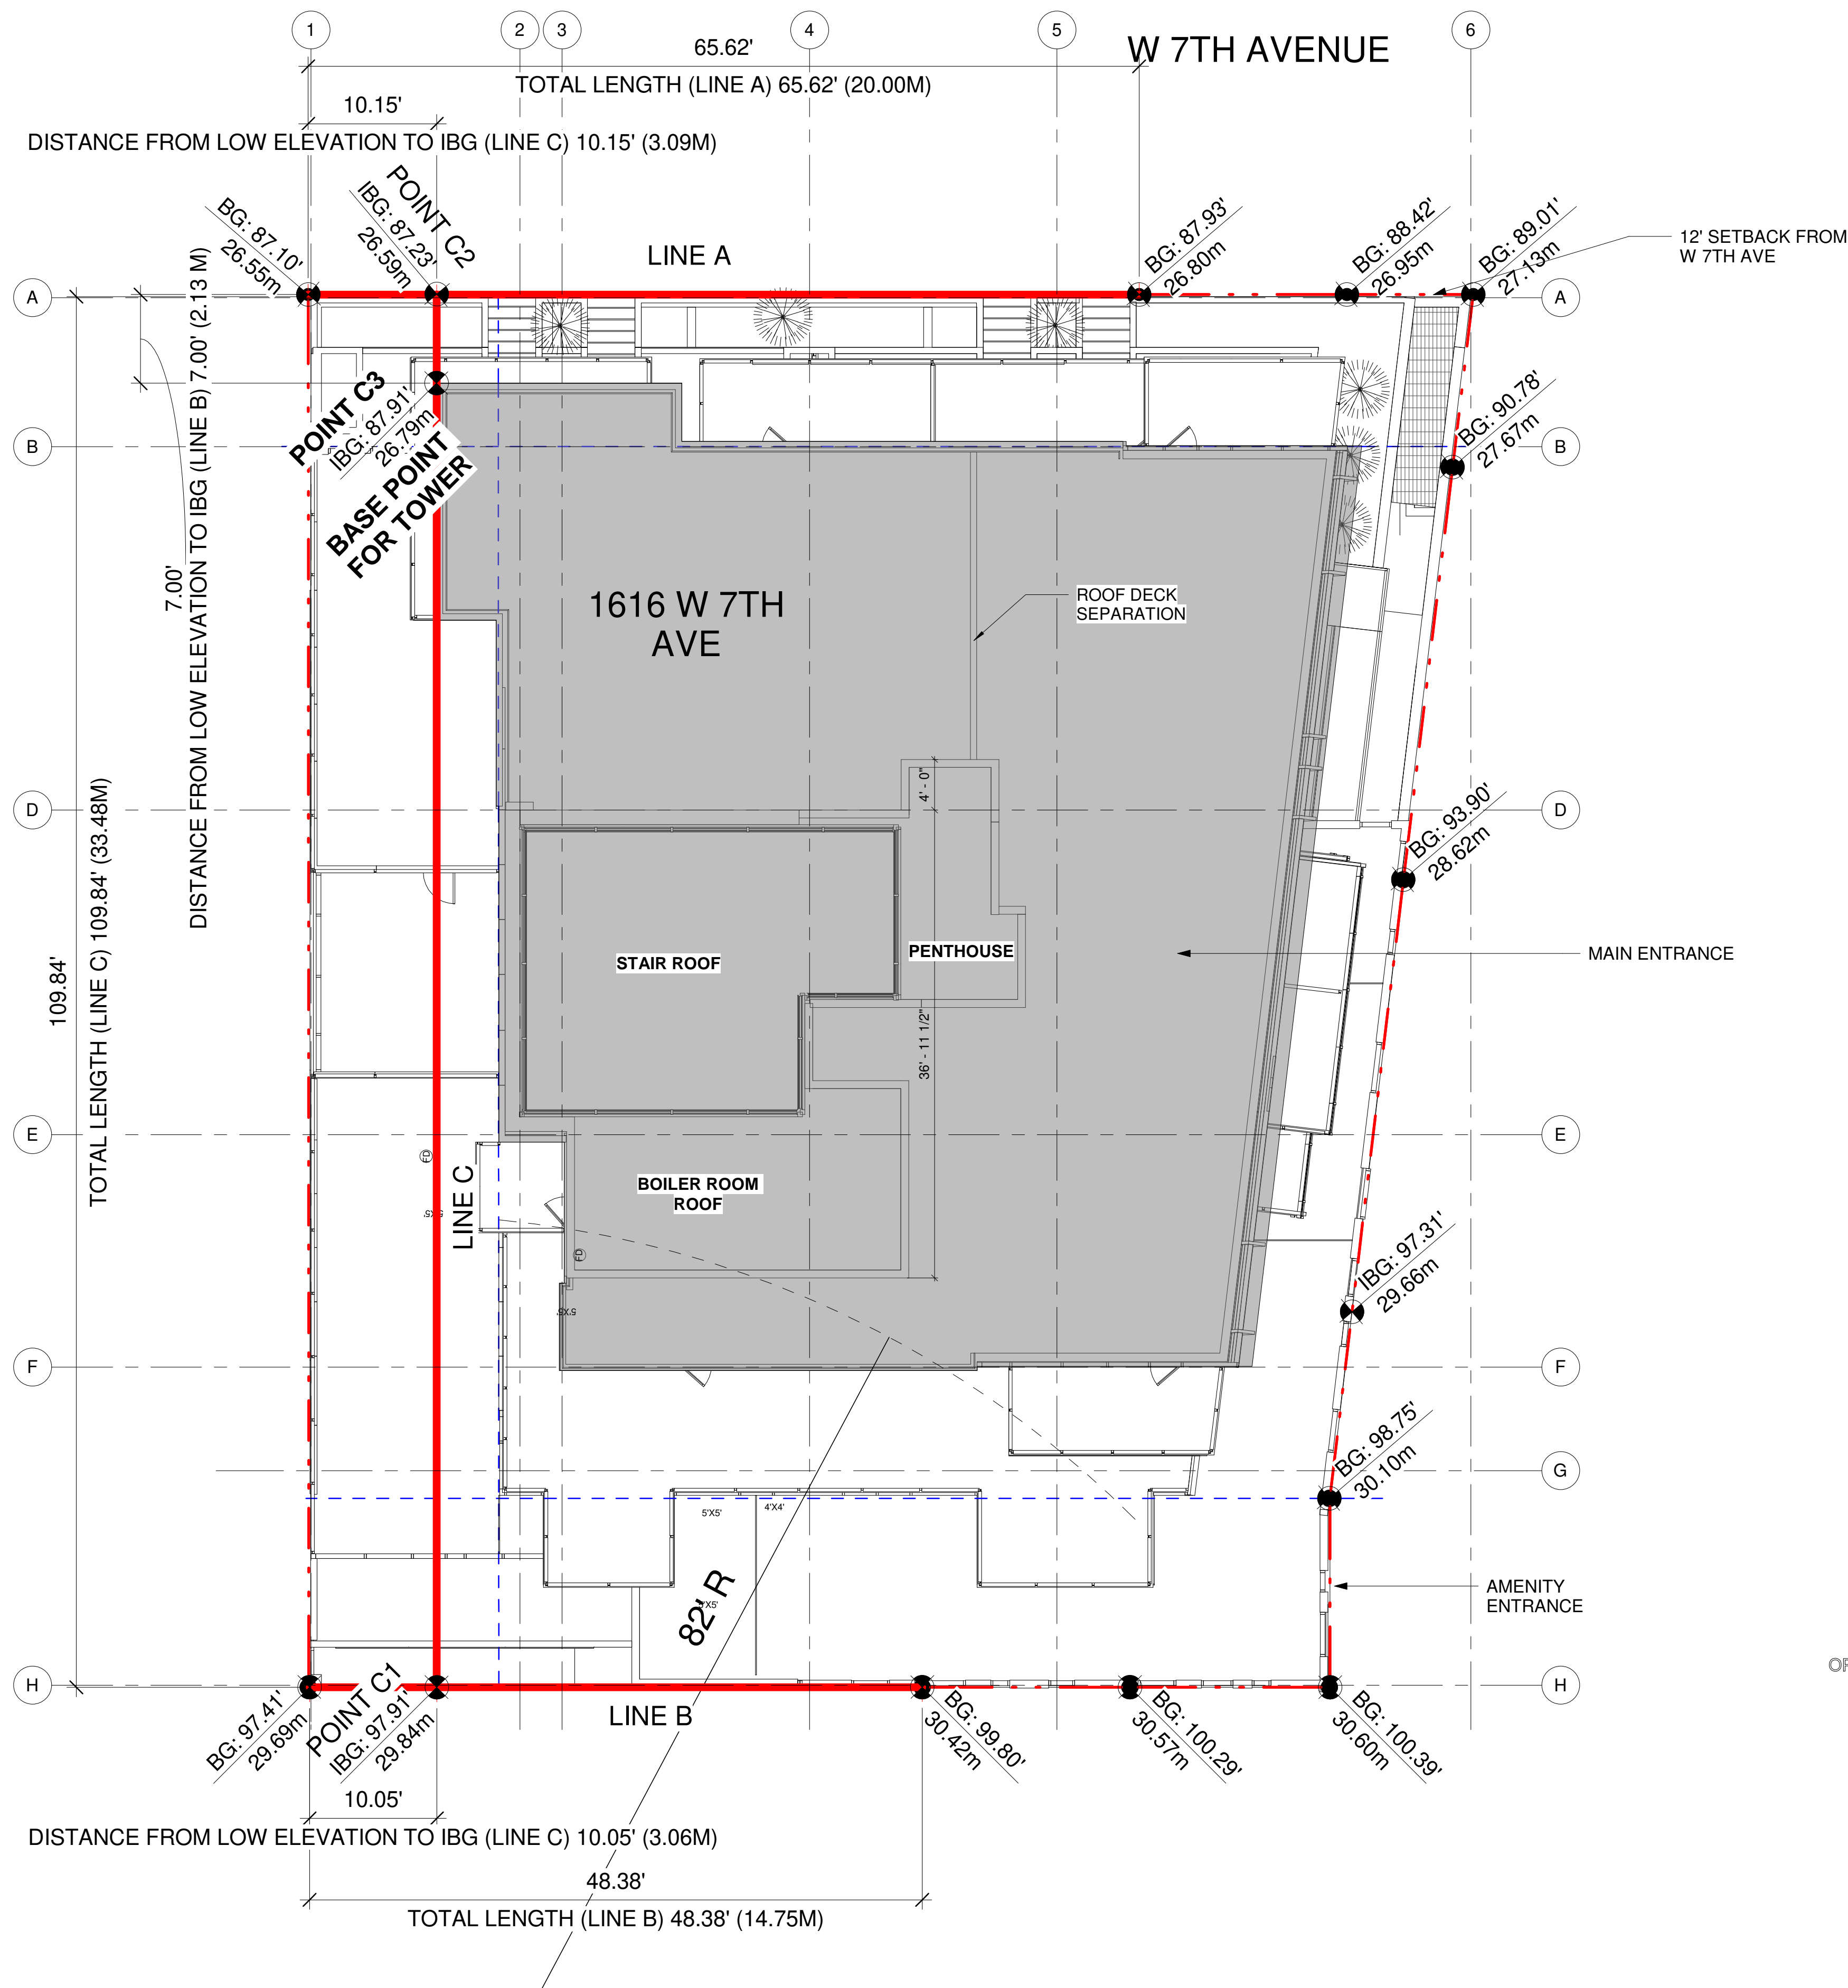 1
2
3
4
5
6
W 7TH AVENUE
65.62'
TOTAL LENGTH (LINE A) 65.62' (20.00M)
10.15'
DISTANCE FROM LOW ELEVATION TO IBG (LINE C) 10.15' (3.09M)
BG: 87.10'
26.55m
POINT C2
IBG: 87.23'
26.59m
LINE A
BG: 87.93'
26.80m
BG: 88.42'
26.95m
BG: 89.01'
27.13m
12' SETBACK FROM
W 7TH AVE
A
A
7.00'
DISTANCE FROM LOW ELEVATION TO IBG (LINE B) 7.00' (2.13 M)
POINT C3
IBG: 87.91'
26.79m
BASE POINT
FOR TOWER
BG: 90.78'
27.67m
B
B
1616 W 7TH
AVE
ROOF DECK
SEPARATION
4' - 0"
D
D
BG: 93.90'
28.62m
109.84'
TOTAL LENGTH (LINE C) 109.84' (33.48M)
STAIR ROOF
PENTHOUSE
MAIN ENTRANCE
36' - 11 1/2"
E
E
FD
LINE C
5'X5'
BOILER ROOM
ROOF
FD
5'X5'
IBG: 97.31'
29.66m
F
F
BG: 98.75'
30.10m
G
5'X5'
4'X4'
82' R
AMENITY
ENTRANCE
H
H
BG: 97.41'
29.69m
POINT C1
IBG: 97.91'
29.84m
LINE B
BG: 99.80'
30.42m
BG: 100.29'
30.57m
BG: 100.39'
30.60m
10.05'
DISTANCE FROM LOW ELEVATION TO IBG (LINE C) 10.05' (3.06M)
48.38'
TOTAL LENGTH (LINE B) 48.38' (14.75M)